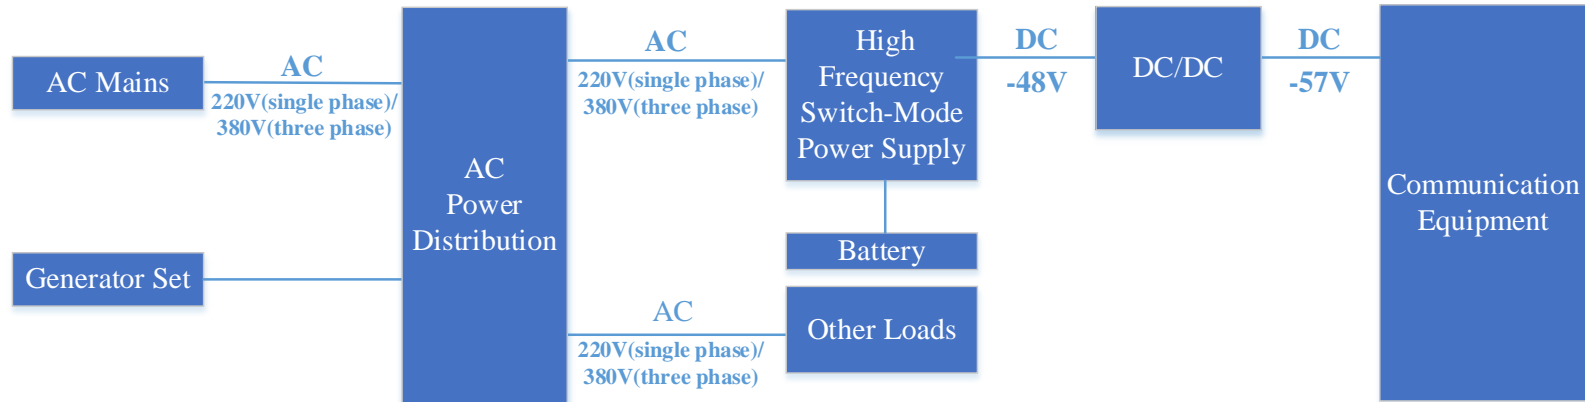 AC Mains
AC
220V(single phase)/
380V(three phase)
Generator Set
AC
Power
Distribution
AC
220V(single phase)/
380V(three phase)
AC
220V(single phase)/
380V(three phase)
High
Frequency
Switch-Mode
Power Supply
Battery
Other Loads
DC
-48V
DC/DC
DC
-57V
Communication
Equipment